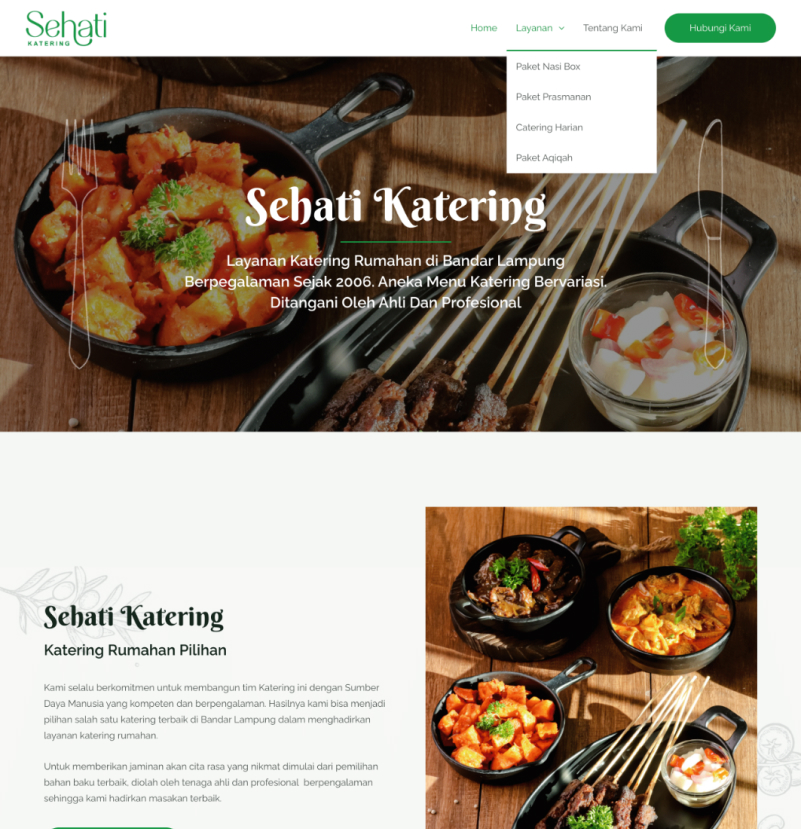 Sehati
KATERING
Home
Layanan
Tentang Kami
Hubungi Kami
Paket Nasi Box
Paket Prasmanan
Catering Harian
Paket Aqiqah
Sehati Katering
Layanan Katering Rumahan di Bandar Lampung
Berpegalaman Sejak 2006. Aneka Menu Katering Bervariasi.
Ditangani Oleh Ahli Dan Profesional
Sehati Katering
Katering Rumahan Pilihan
Kami selalu berkomitmen untuk membangun tim Katering ini dengan Sumber
Daya Manusia yang kompeten dan berpengalaman. Hasilnya kami bisa menjadi
pilihan salah satu katering terbaik di Bandar Lampung dalam menghadirkan
layanan katering rumahan.
Untuk memberikan jaminan akan cita rasa yang nikmat dimulai dari pemilihan
bahan baku terbaik, diolah oleh tenaga ahli dan profesional berpengalaman
sehingga kami hadirkan masakan terbaik.